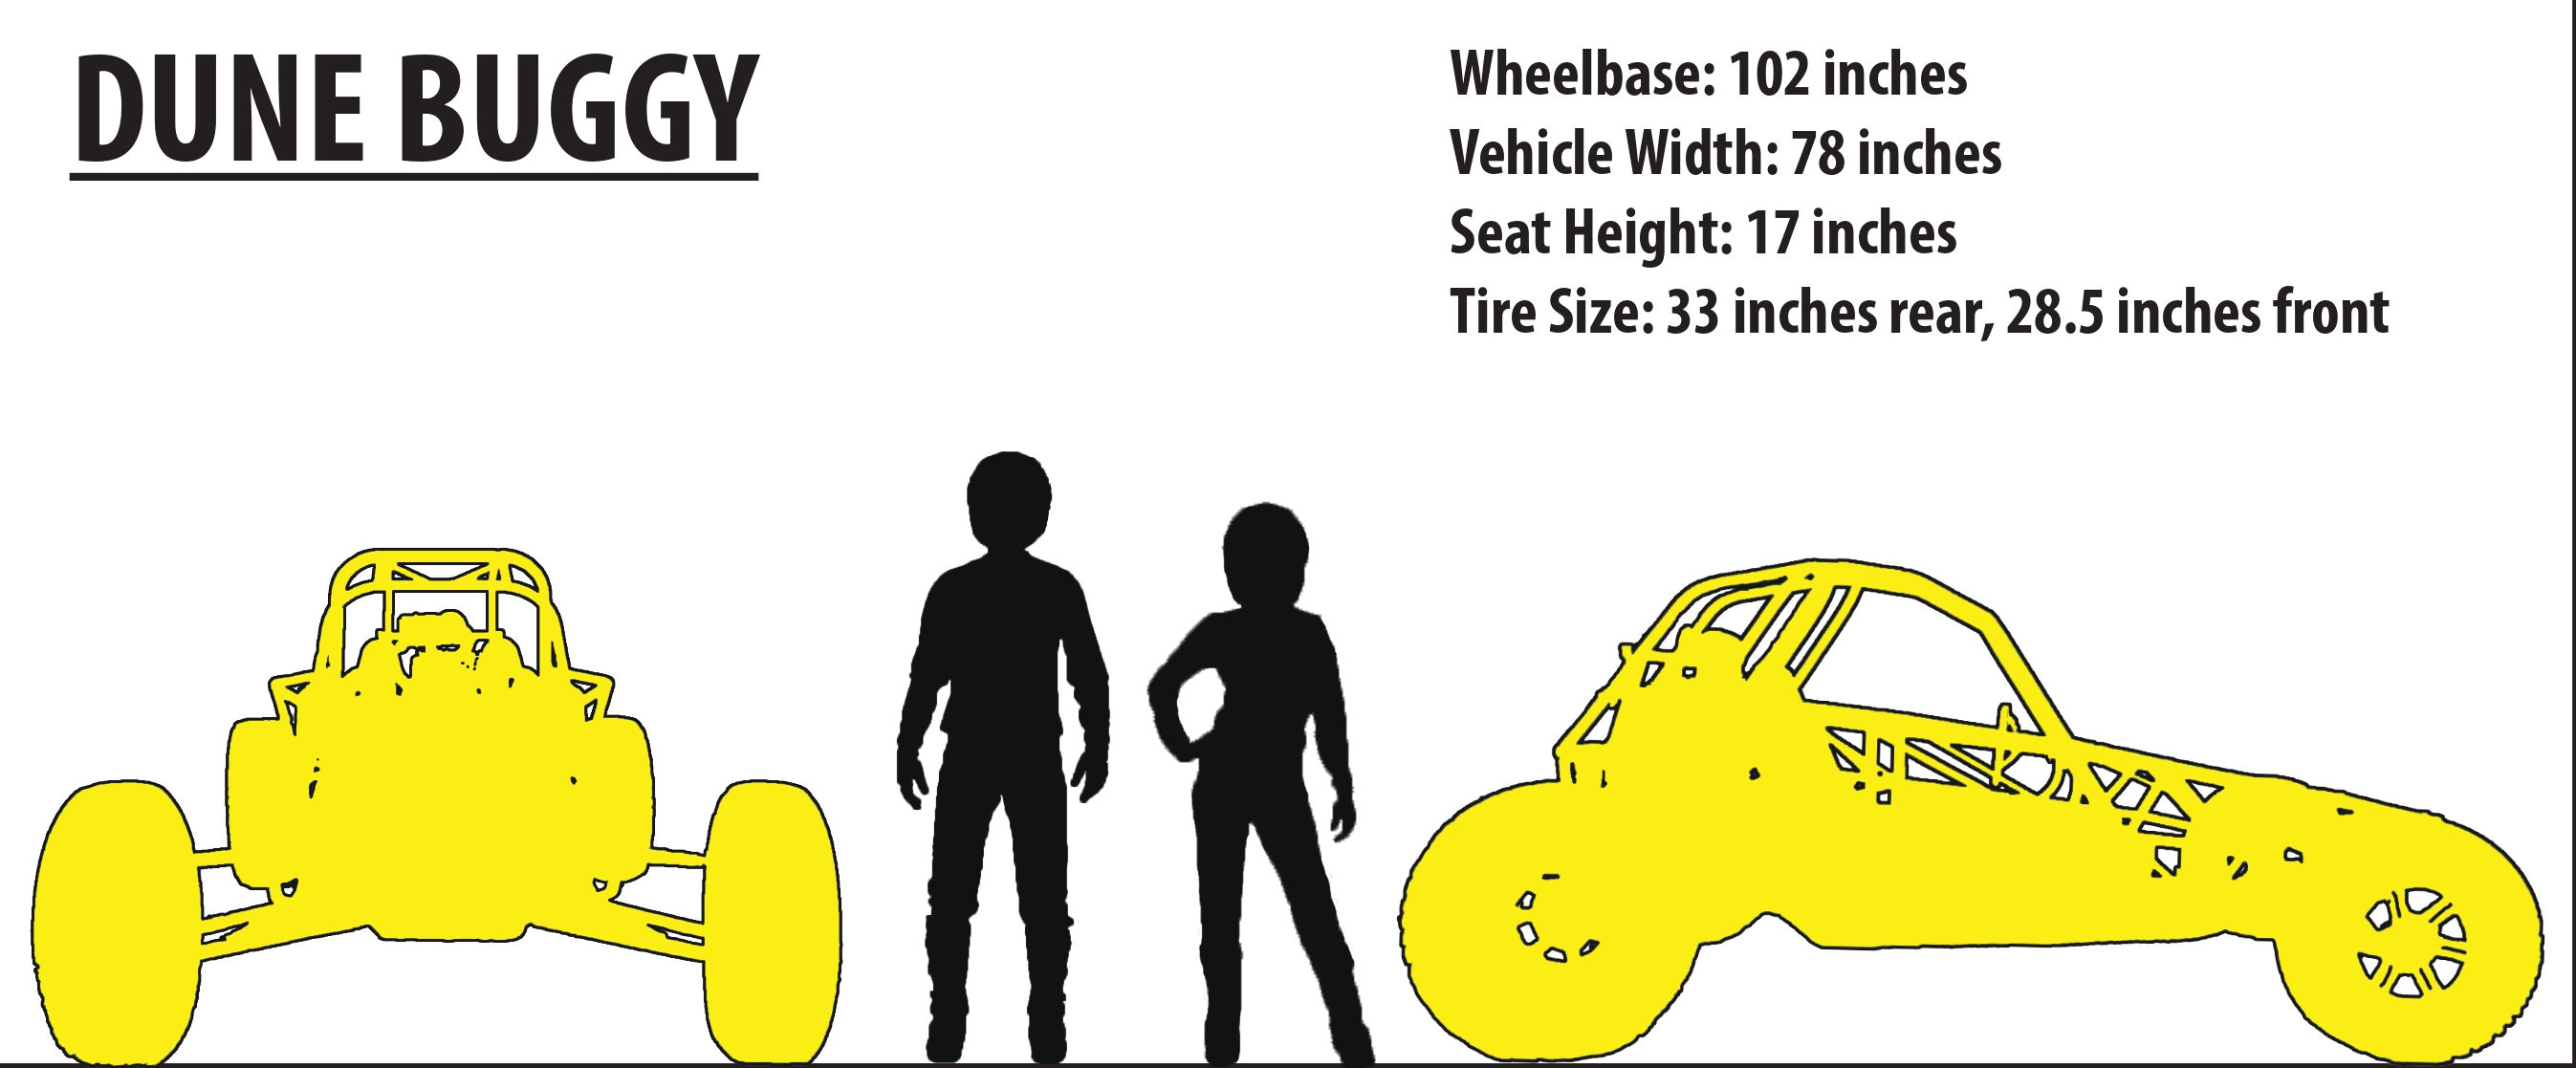 DUNE BUGGY
Wheelbase: 102 inches
Vehicle Width: 78 inches
Seat Height: 17 inches
Tire Size: 33 inches rear, 28.5 inches front